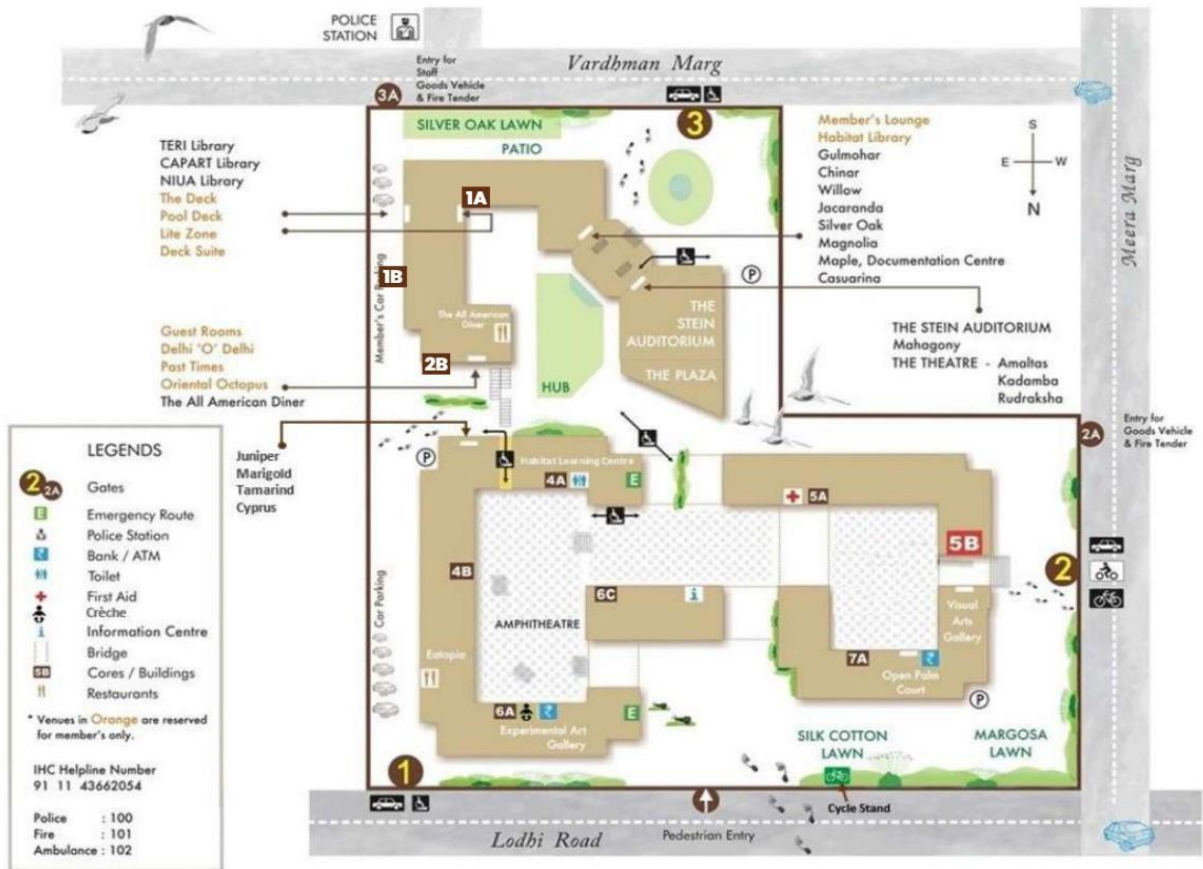 POLICE
STATION
Vardhman Marg
Entry for
Staff
Goods Vehicle
& Fire Tender
3A
3
SILVER OAK LAWN
PATIO
TERI Library
CAPART Library
NIUA Library
The Deck
Pool Deck
Lite Zone
Deck Suite
1A
1B
Member's Car Parking
Member's Lounge
Habitat Library
Gulmohar
Chinar
Willow
Jacaranda
Silver Oak
Magnolia
Maple, Documentation Centre
Casuarina
S
E W
N
Meera Marg
P
THE
STEIN
AUDITORIUM
THE PLAZA
THE STEIN AUDITORIUM
Mahagony
THE THEATRE - Amaltas
Kadamba
Rudraksha
The All American
Diner
2B
HUB
Guest Rooms
Delhi 'O' Delhi
Past Times
Oriental Octopus
The All American Diner
Juniper
Marigold
Tamarind
Cyprus
2A
Entry for
Goods Vehicle
& Fire Tender
P
Habitat Learning Centre
4A
E
5A
5B
2
4B
6C
i
AMPHITHEATRE
Visual
Arts
Gallery
7A
₹
Open Palm
Court
P
Car Parking
Eatopia
6A
₹
E
Experimental Art
Gallery
SILK COTTON
LAWN
MARGOSA
LAWN
1
Cycle Stand
Lodhi Road
Pedestrian Entry
LEGENDS
2 2A Gates
E Emergency Route
Police Station
₹ Bank / ATM
Toilet
First Aid
Crèche
i Information Centre
Bridge
5B Cores / Buildings
Restaurants
* Venues in Orange are reserved
for member's only.
IHC Helpline Number
91 11 43662054
Police : 100
Fire : 101
Ambulance : 102